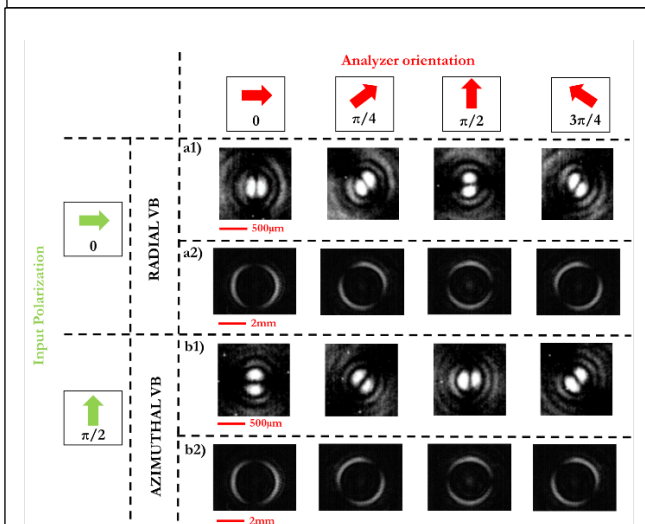 Analyzer orientation
0
π/4
π/2
3π/4
Input Polarization
0
RADIAL VB
a1)
500μm
a2)
2mm
π/2
AZIMUTHAL VB
b1)
500μm
b2)
2mm